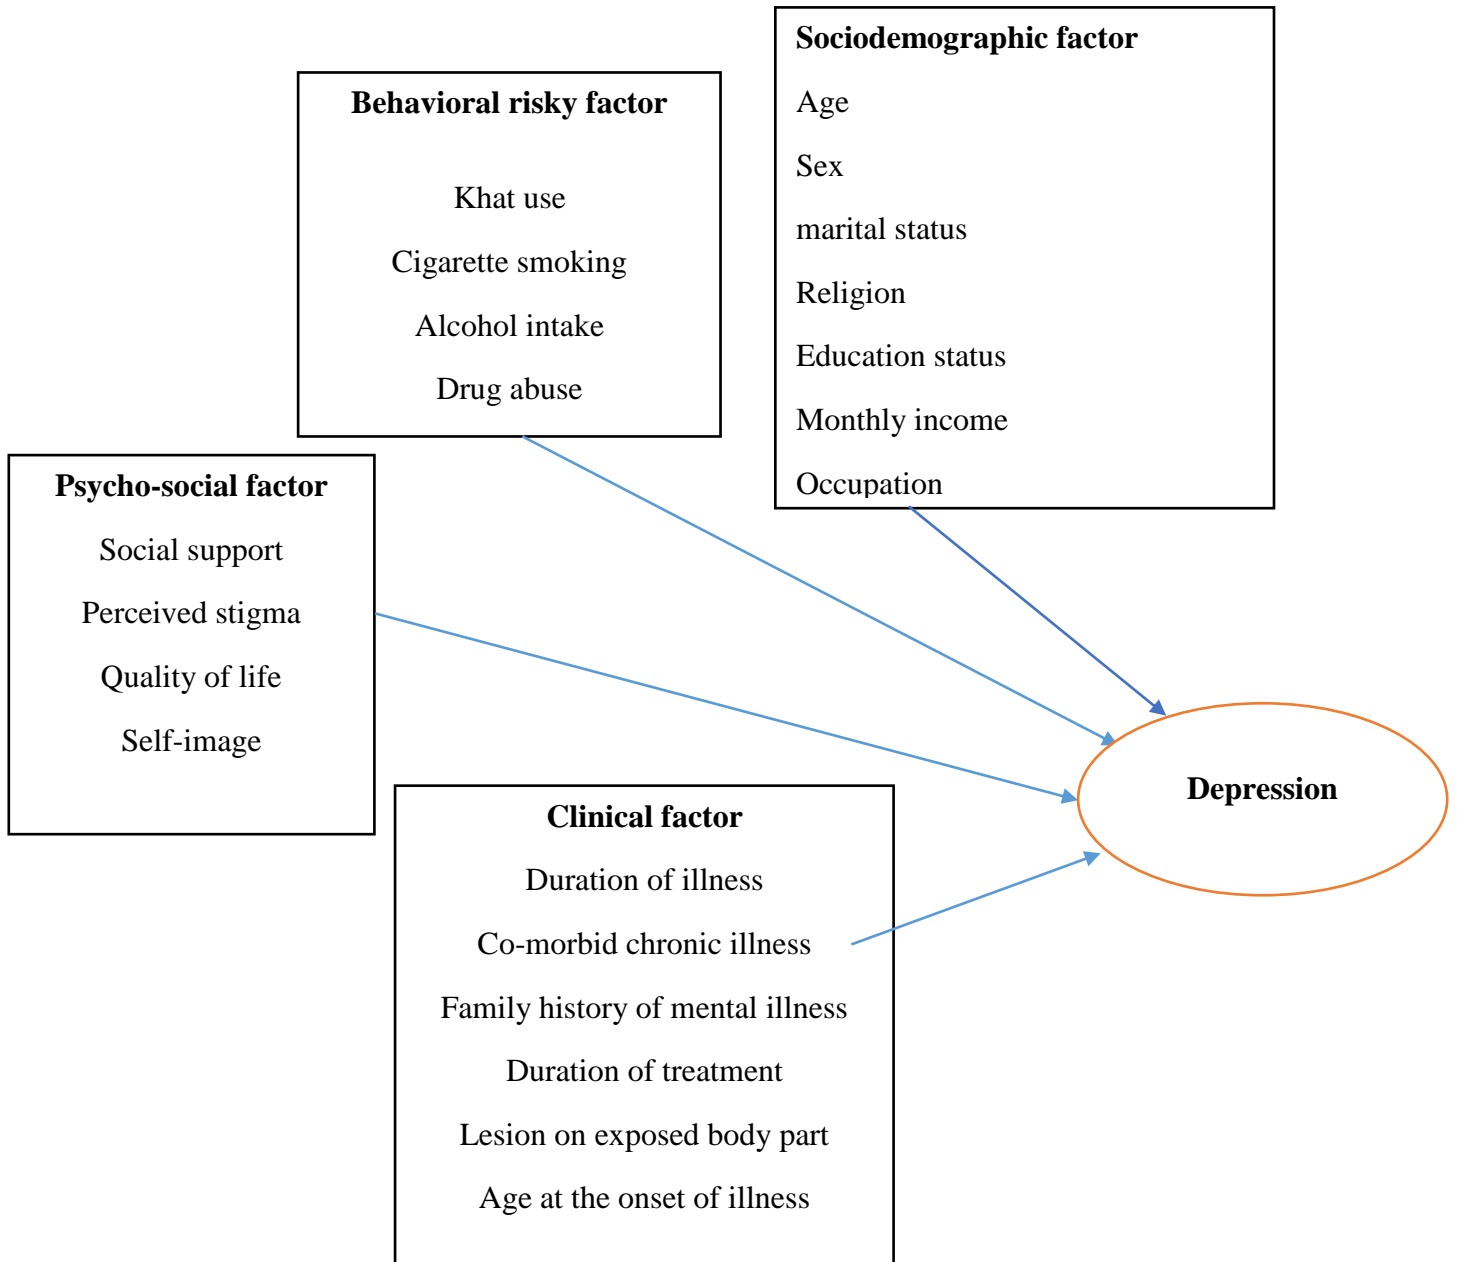 Sociodemographic factor
Age
Sex
marital status
Religion
Education status
Monthly income
Occupation
Behavioral risky factor
Khat use
Cigarette smoking
Alcohol intake
Drug abuse
Psycho-social factor
Social support
Perceived stigma
Quality of life
Self-image
Clinical factor
Duration of illness
Co-morbid chronic illness
Family history of mental illness
Duration of treatment
Lesion on exposed body part
Age at the onset of illness
Depression